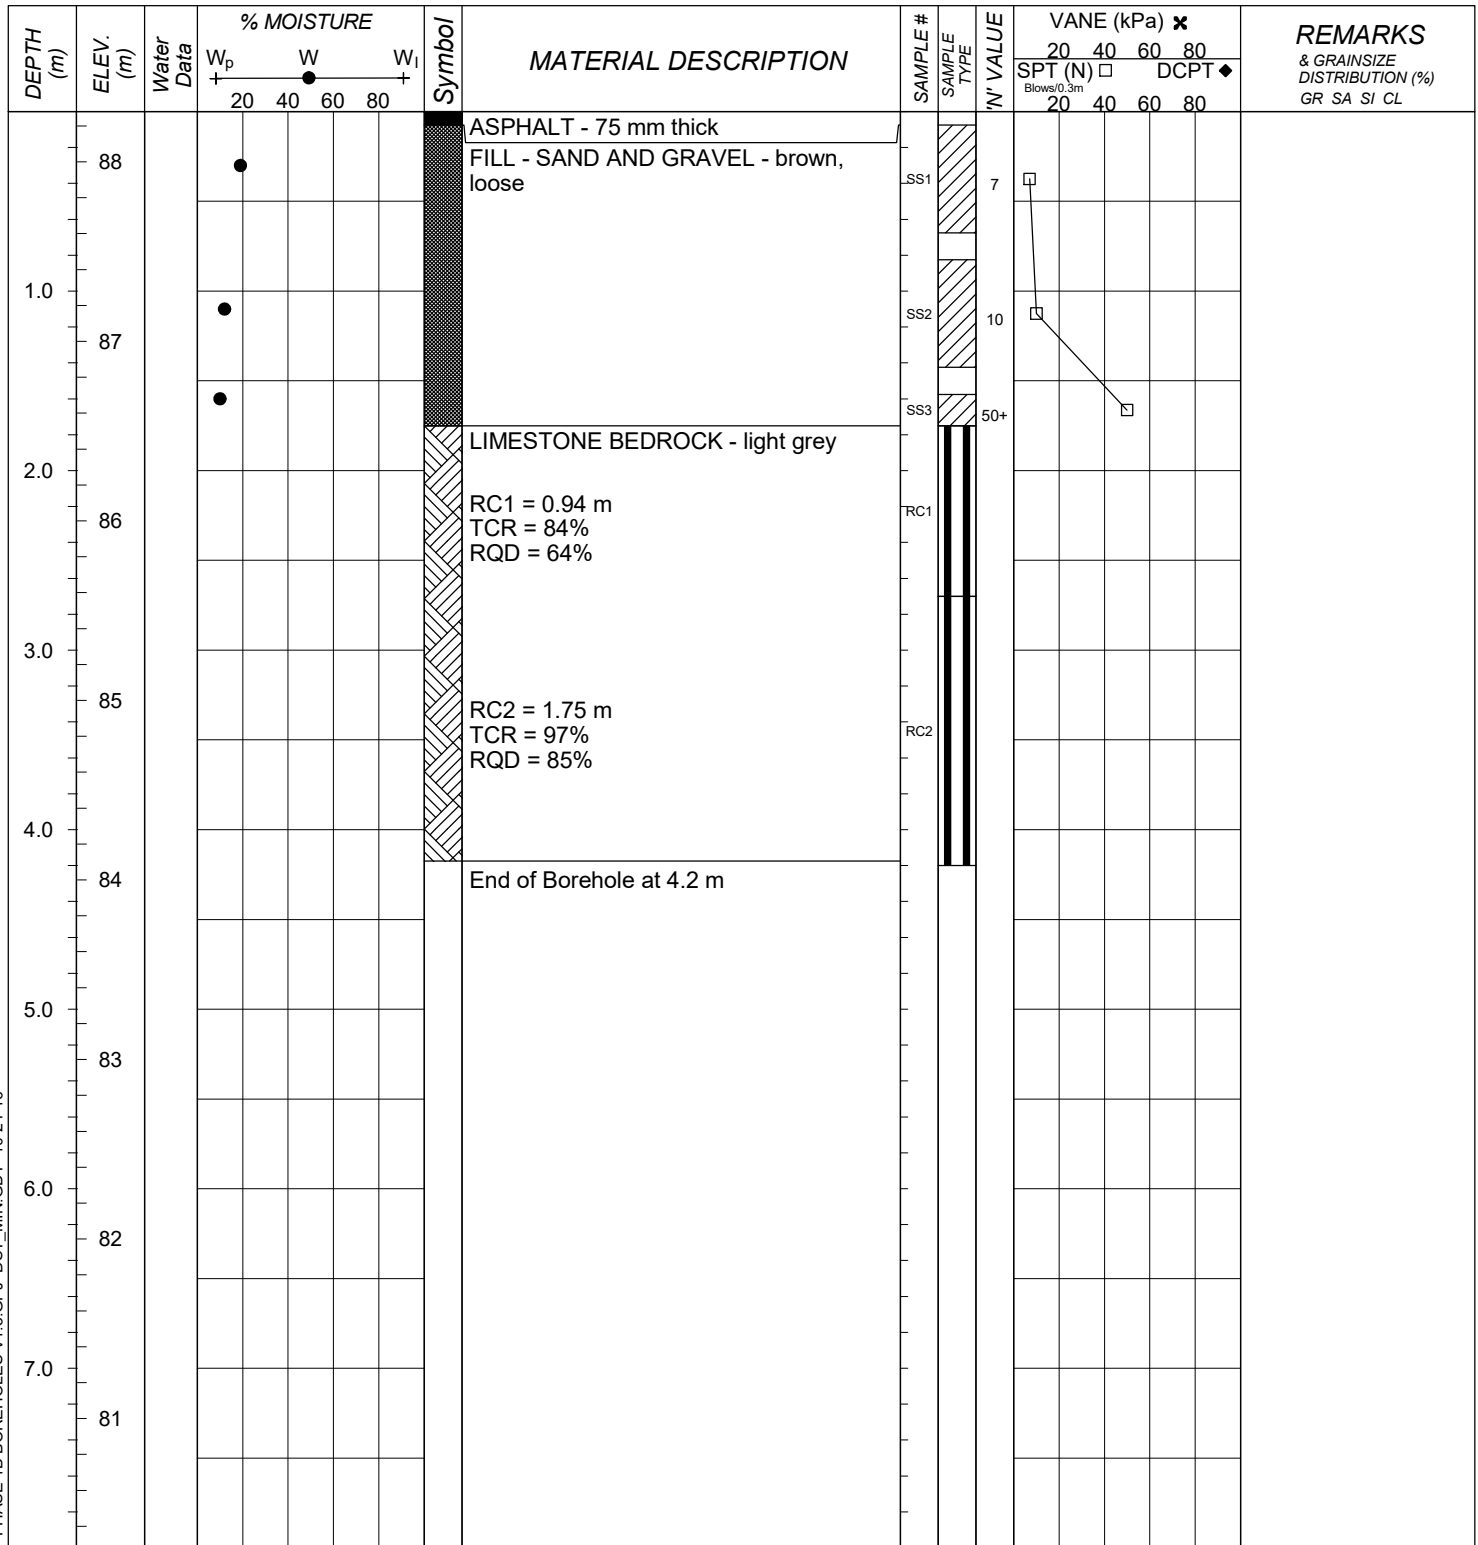 DEPTH (m)
ELEV. (m)
Water Data
% MOISTURE
Wp W Wl
20 40 60 80
Symbol
MATERIAL DESCRIPTION
SAMPLE #
SAMPLE TYPE
'N' VALUE
VANE (kPa)
20 40 60 80
SPT (N) DCPT
Blows/0.3m
20 40 60 80
REMARKS
& GRAINSIZE
DISTRIBUTION (%)
GR SA SI CL
ASPHALT - 75 mm thick
88
FILL - SAND AND GRAVEL - brown,
loose
SS1 7
1.0
SS2 10
87
SS3 50+
LIMESTONE BEDROCK - light grey
2.0
RC1 = 0.94 m
86
RC1
TCR = 84%
RQD = 64%
3.0
85
RC2 = 1.75 m
TCR = 97%
RC2
RQD = 85%
4.0
84
End of Borehole at 4.2 m
5.0
83
6.0
82
7.0
81